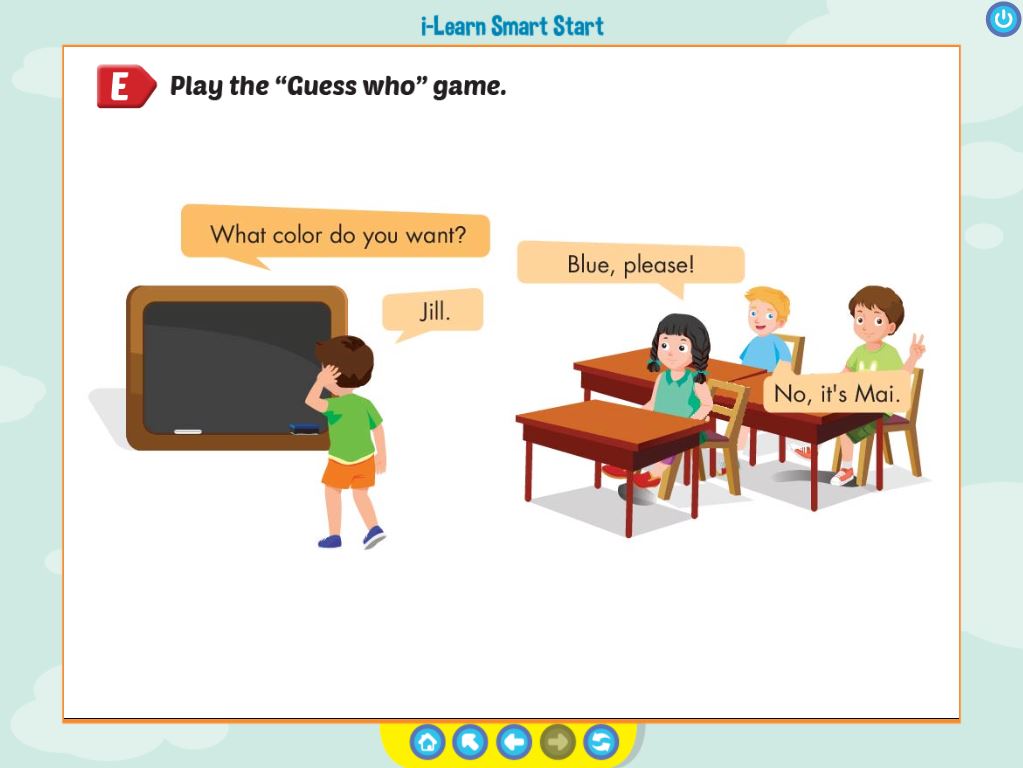 i-Learn Smart Start
E Play the “Guess who” game.
What color do you want?
Blue, please!
Jill.
No, it's Mai.